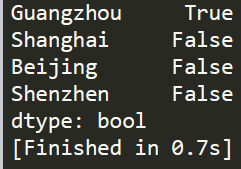 Guangzhou     True
Shanghai     False
Beijing      False
Shenzhen     False
dtype: bool
[Finished in 0.7s]